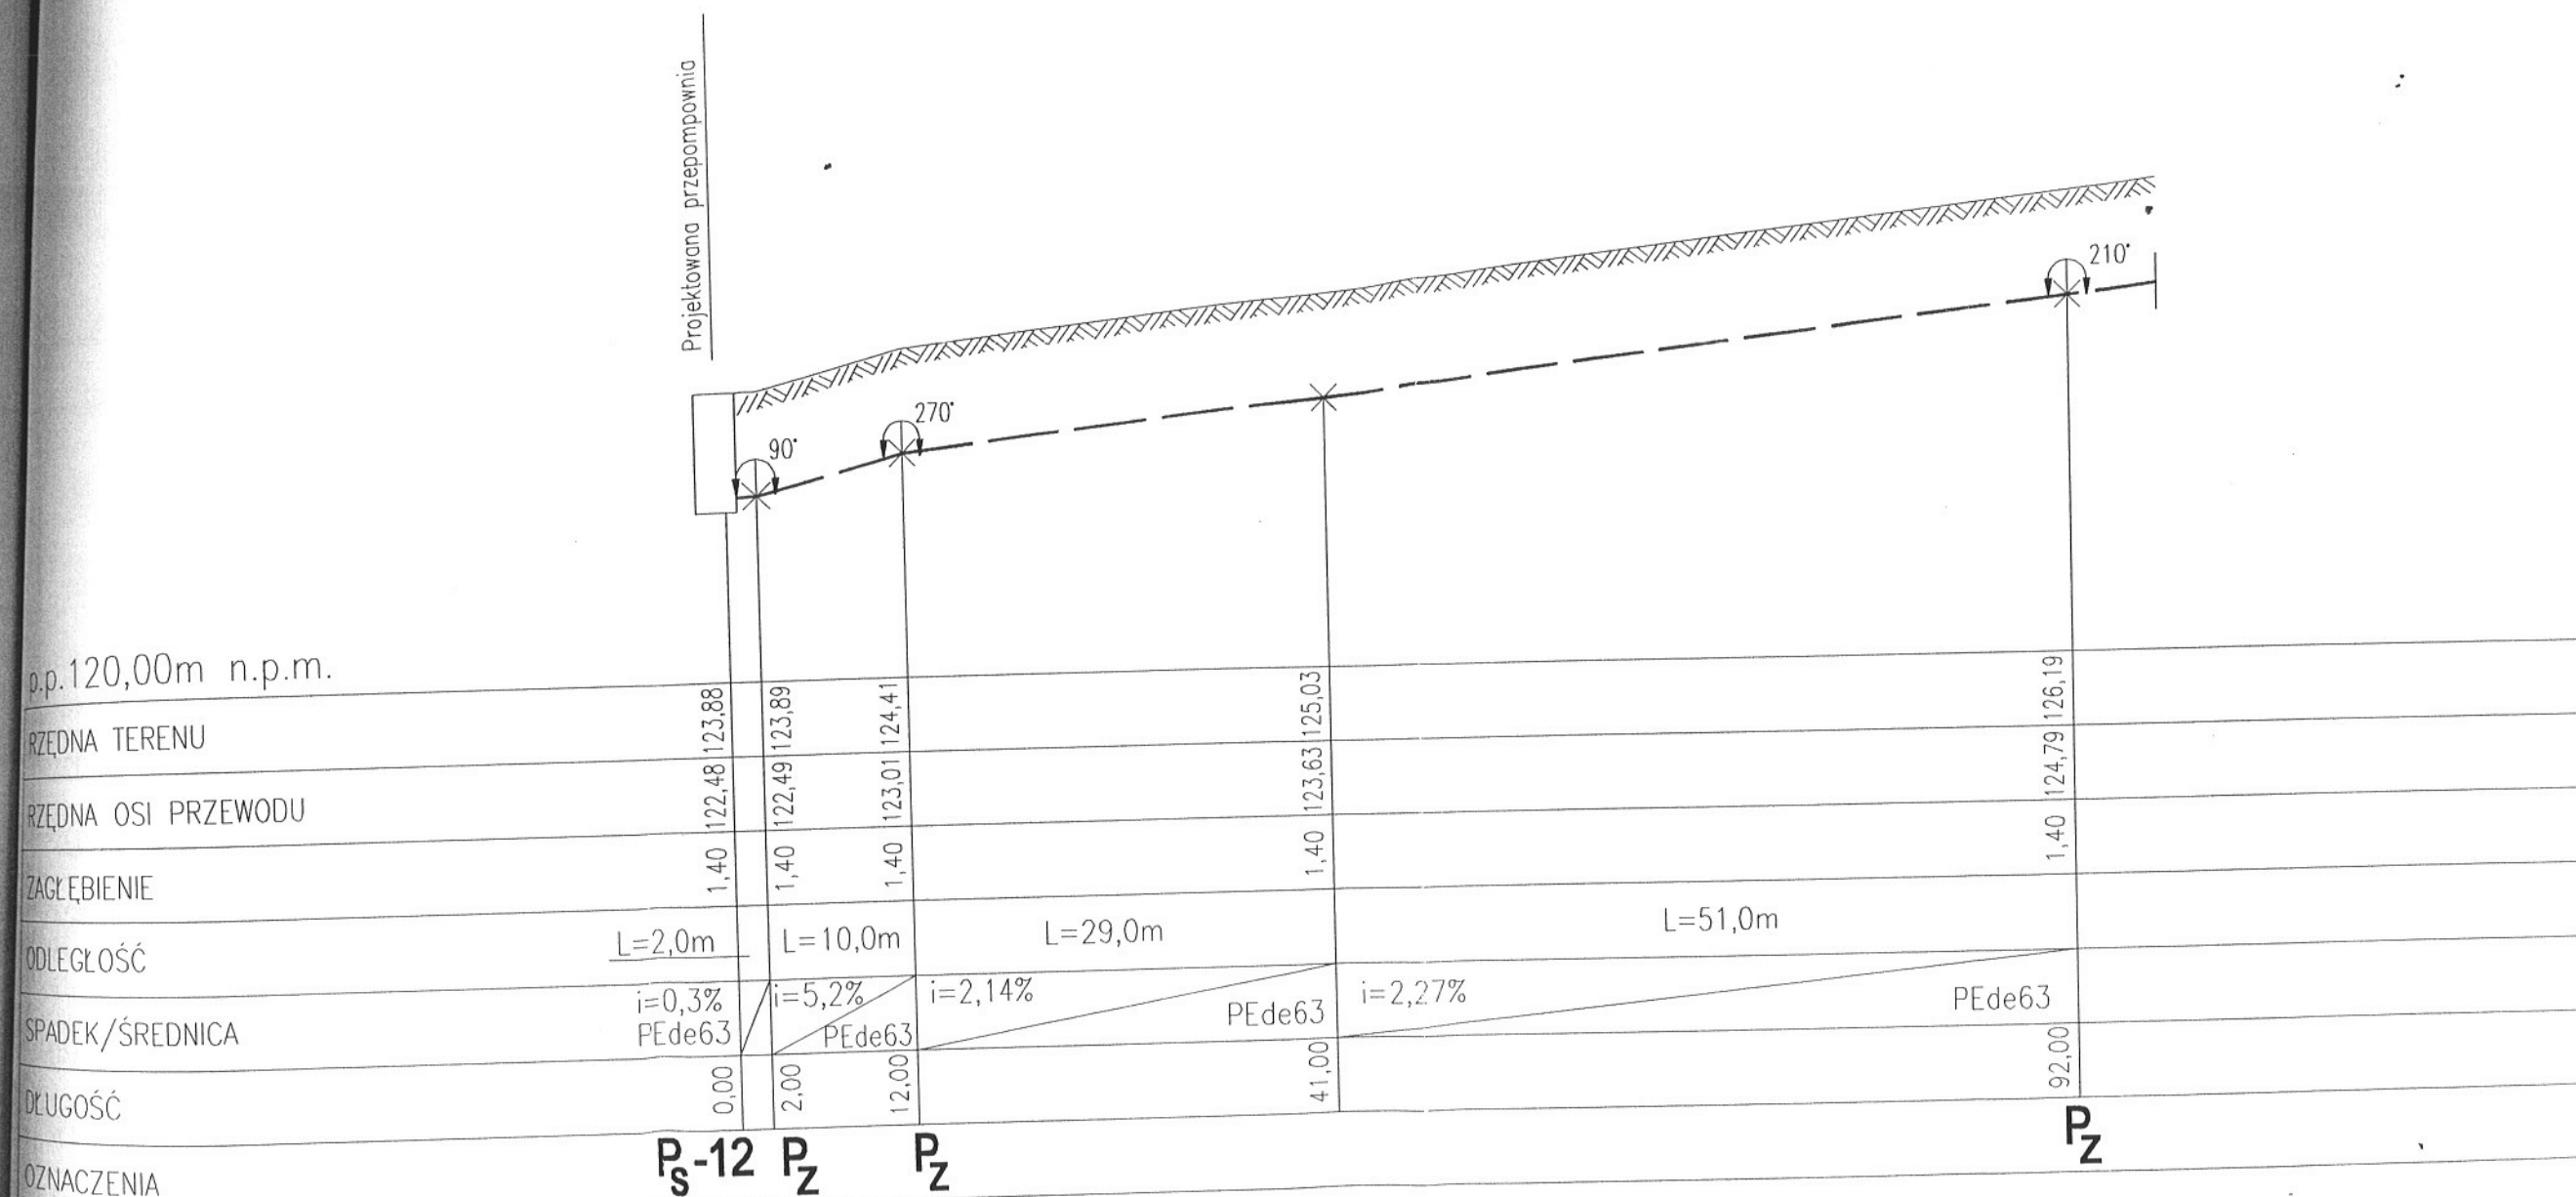 Projektowana przepompownia
210°
270°
90°
p.p.120,00m n.p.m.
RZĘDNA TERENU 123,88 123,89 124,41 125,03 126,19
RZĘDNA OSI PRZEWODU 122,48 122,49 123,01 123,63 124,79
ZAGŁĘBIENIE 1,40 1,40 1,40 1,40 1,40
ODLEGŁOŚĆ L=2,0m L=10,0m L=29,0m L=51,0m
SPADEK/ŚREDNICA i=0,3% PEde63 i=5,2% PEde63 i=2,14% PEde63 i=2,27% PEde63
DŁUGOŚĆ 0,00 2,00 12,00 41,00 92,00
OZNACZENIA Ps-12 Pz Pz Pz